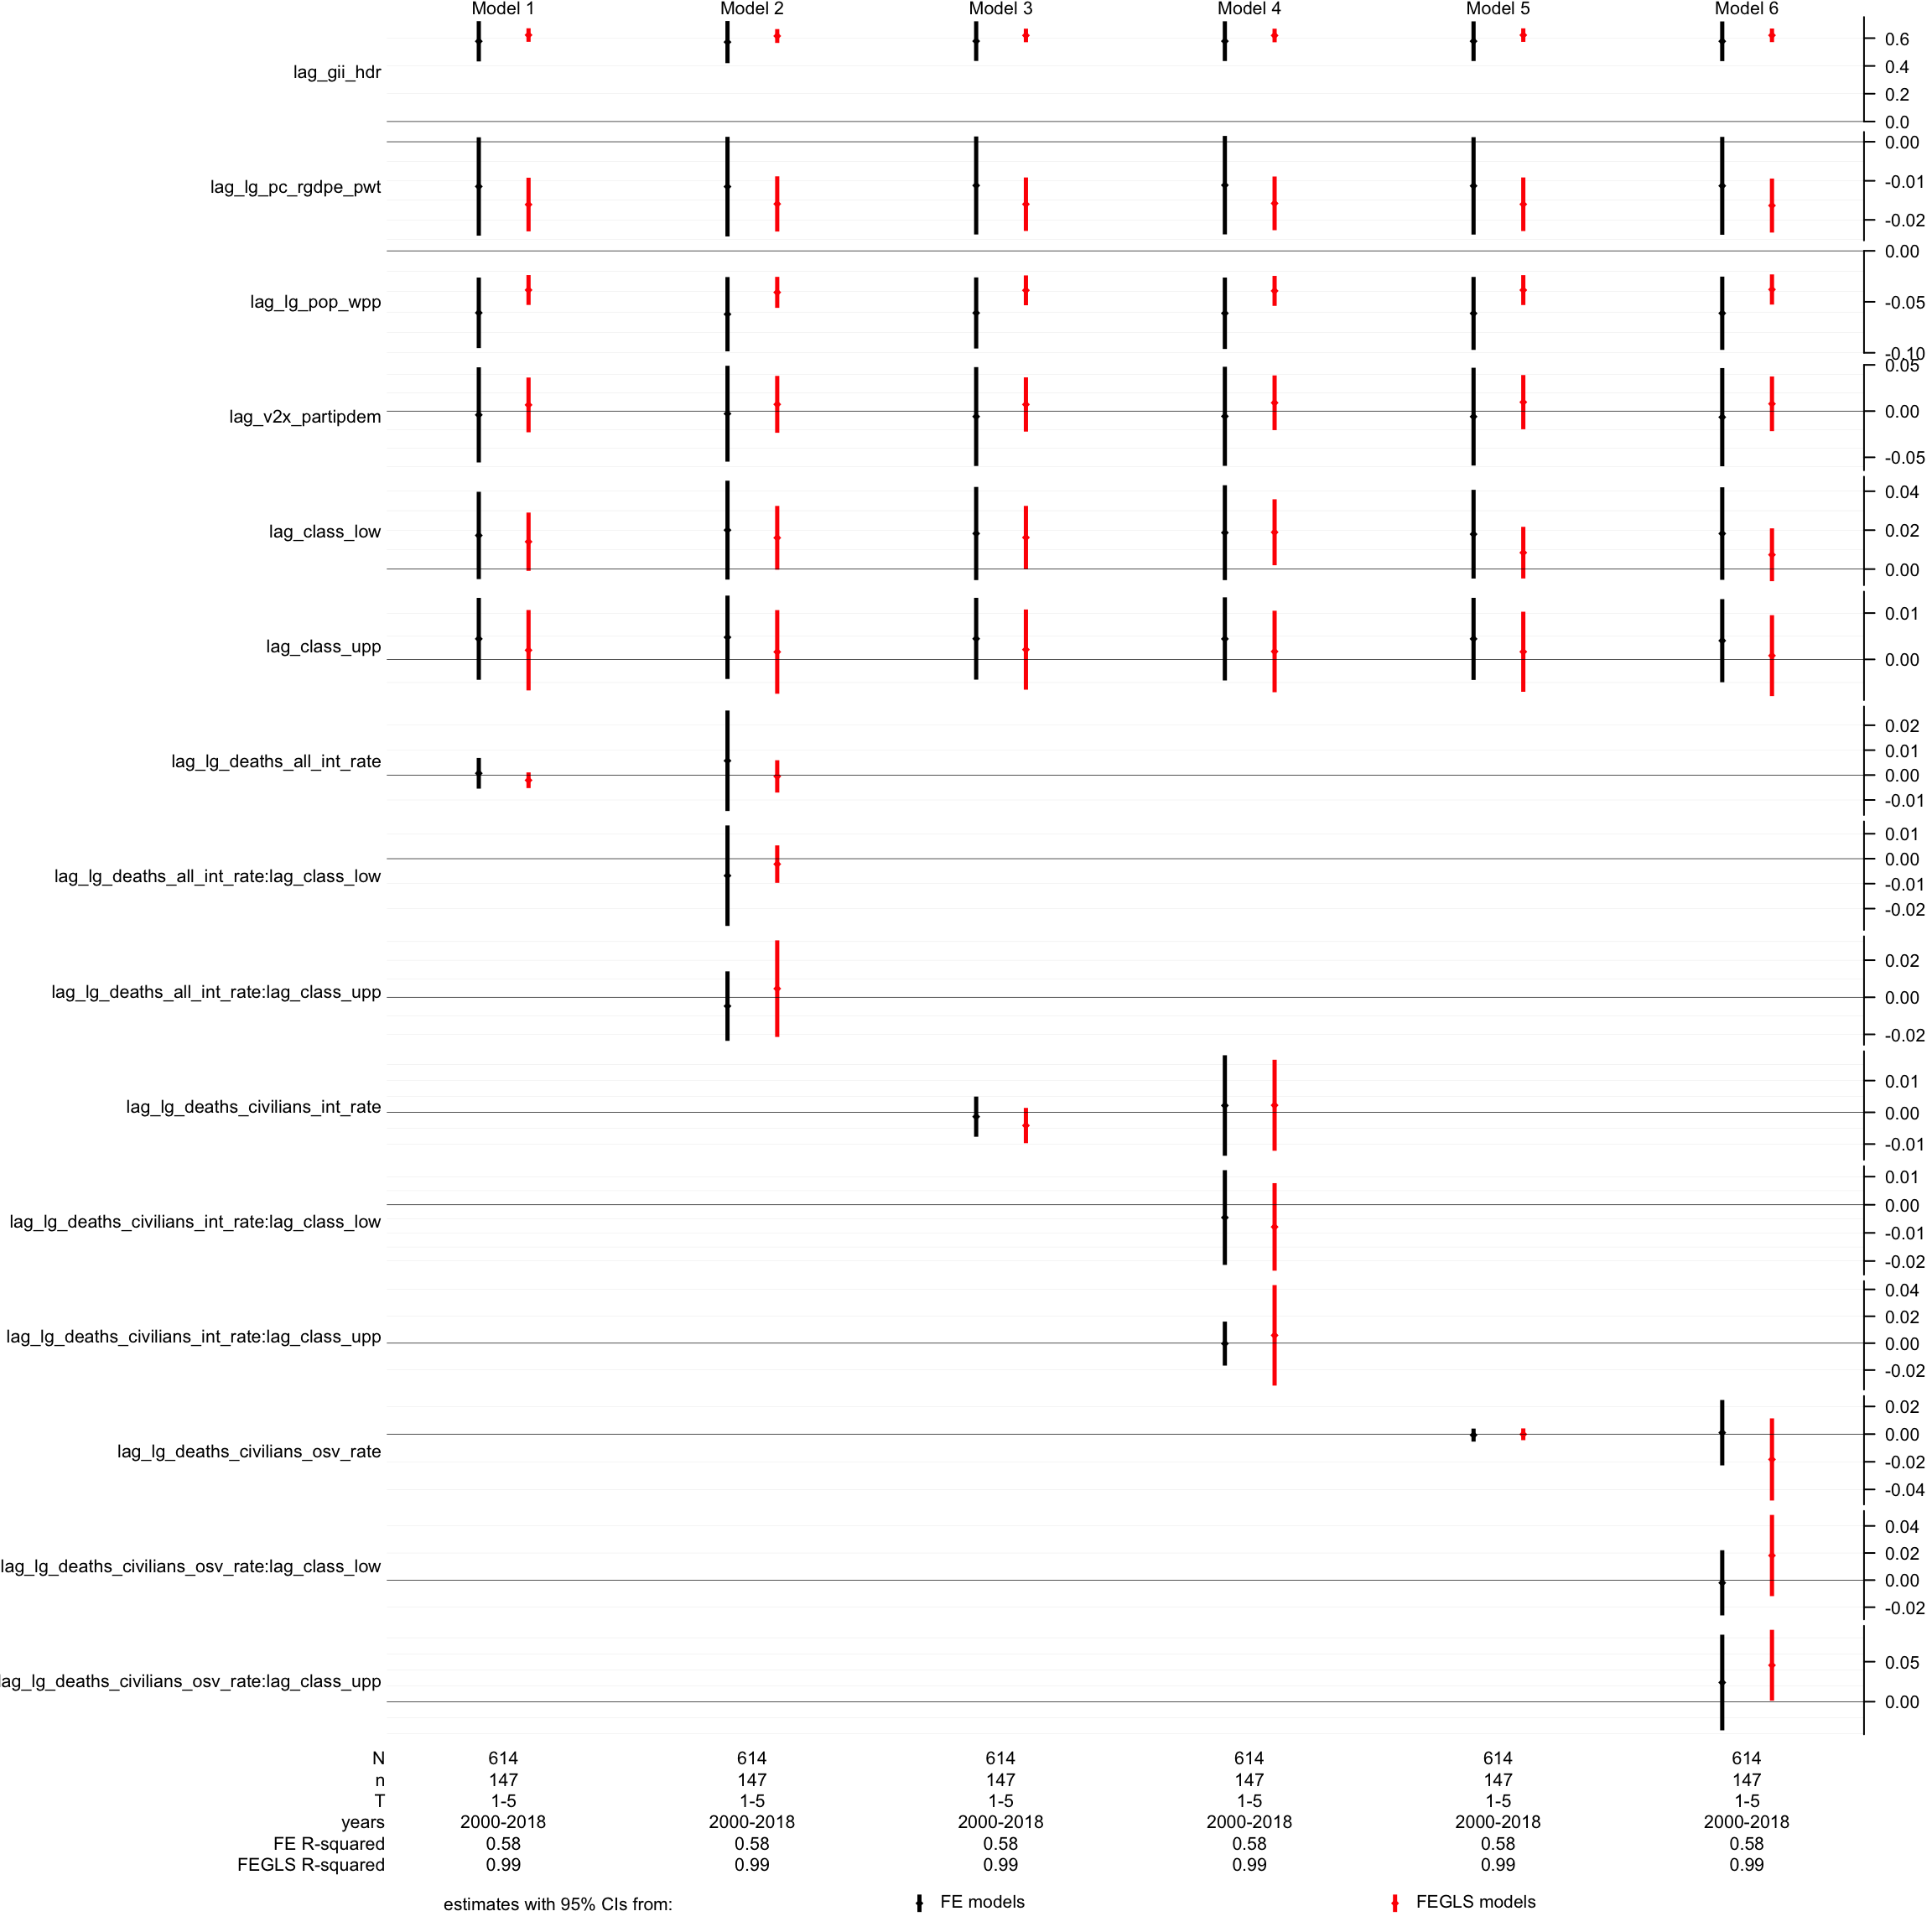 Model 1 Model 2 Model 3 Model 4 Model 5 Model 6
lag_gii_hdr
0.6
0.4
0.2
0.0
lag_lg_pc_rgdpe_pwt
0.00
-0.01
-0.02
lag_lg_pop_wpp
0.00
-0.05
-0.10
lag_v2x_partipdem
0.05
0.00
-0.05
lag_class_low
0.04
0.02
0.00
lag_class_upp
0.01
0.00
lag_lg_deaths_all_int_rate
0.02
0.01
0.00
-0.01
lag_lg_deaths_all_int_rate:lag_class_low
0.01
0.00
-0.01
-0.02
lag_lg_deaths_all_int_rate:lag_class_upp
0.02
0.00
-0.02
lag_lg_deaths_civilians_int_rate
0.01
0.00
-0.01
lag_lg_deaths_civilians_int_rate:lag_class_low
0.01
0.00
-0.01
-0.02
lag_lg_deaths_civilians_int_rate:lag_class_upp
0.04
0.02
0.00
-0.02
lag_lg_deaths_civilians_osv_rate
0.02
0.00
-0.02
-0.04
lag_lg_deaths_civilians_osv_rate:lag_class_low
0.04
0.02
0.00
-0.02
lag_lg_deaths_civilians_osv_rate:lag_class_upp
0.05
0.00
N 614 614 614 614 614 614
n 147 147 147 147 147 147
T 1-5 1-5 1-5 1-5 1-5 1-5
years 2000-2018 2000-2018 2000-2018 2000-2018 2000-2018 2000-2018
FE R-squared 0.58 0.58 0.58 0.58 0.58 0.58
FEGLS R-squared 0.99 0.99 0.99 0.99 0.99 0.99
estimates with 95% CIs from: FE models FEGLS models